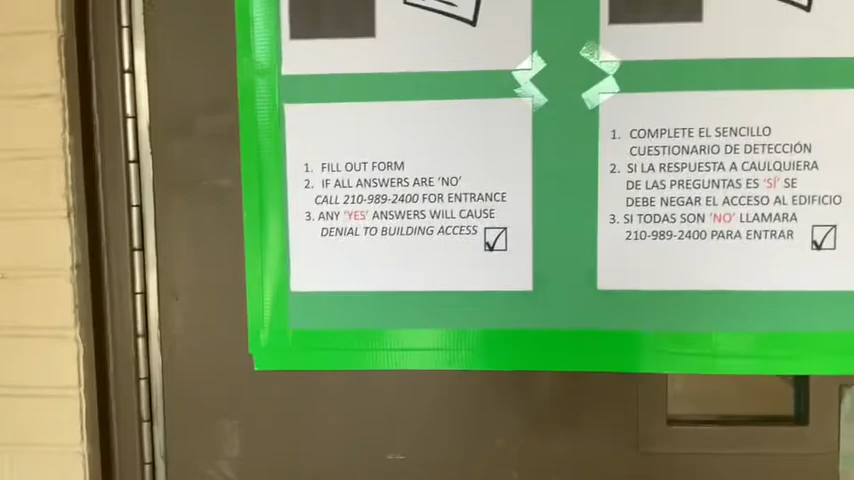 1. FILL OUT FORM
2. IF ALL ANSWERS ARE 'NO'
CALL 210-989-2400 FOR ENTRANCE
3. ANY 'YES' ANSWERS WILL CAUSE
DENIAL TO BUILDING ACCESS
1. COMPLETE EL SENCILLO
CUESTIONARIO DE DETECCIÓN
2. SI LA RESPUESTA A CAULQUIERA
DE LAS PREGUNTAS ES 'SÍ' SE
DEBE NEGAR EL ACCESO AL EDIFICIO
3. SI TODAS SON 'NO' LLAMARA
210-989-2400 PARA ENTRAR